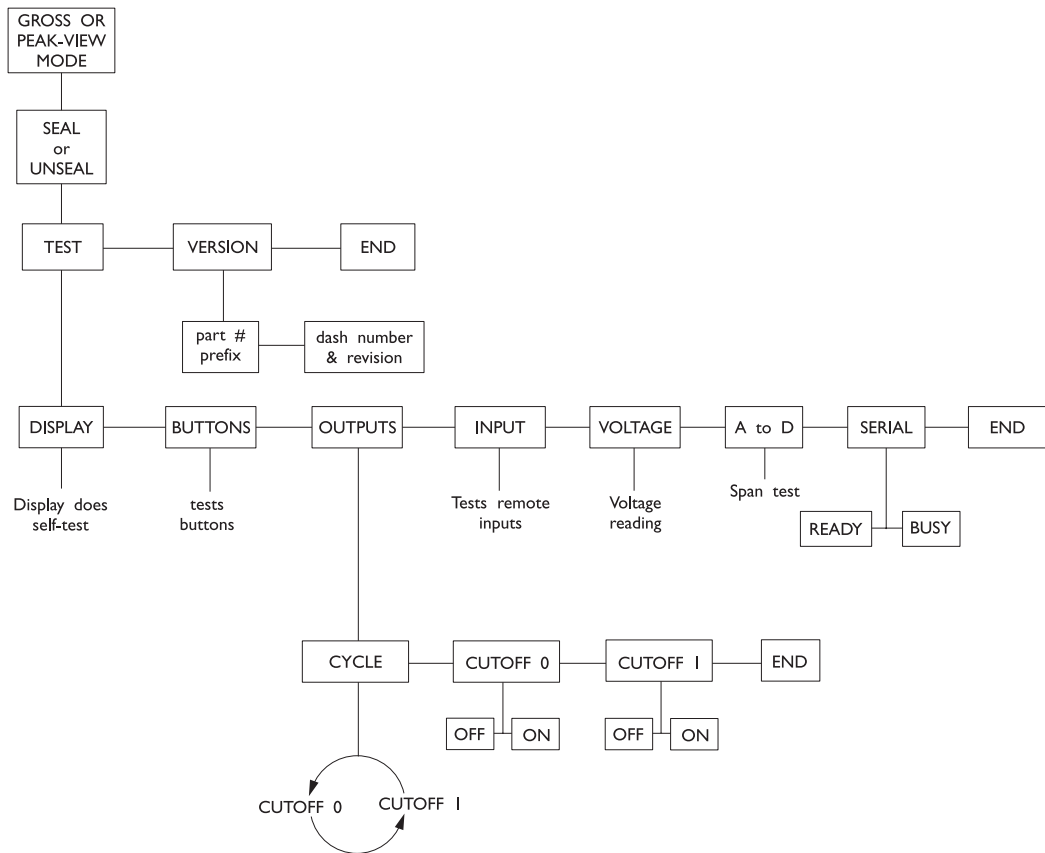 GROSS OR
PEAK-VIEW
MODE
SEAL
or
UNSEAL
TEST
VERSION
END
part #
prefix
dash number
& revision
DISPLAY
BUTTONS
OUTPUTS
INPUT
VOLTAGE
A to D
SERIAL
END
Display does
self-test
tests
buttons
Tests remote
inputs
Voltage
reading
Span test
READY
BUSY
CYCLE
CUTOFF 0
CUTOFF 1
END
OFF
ON
OFF
ON
CUTOFF 0
CUTOFF 1